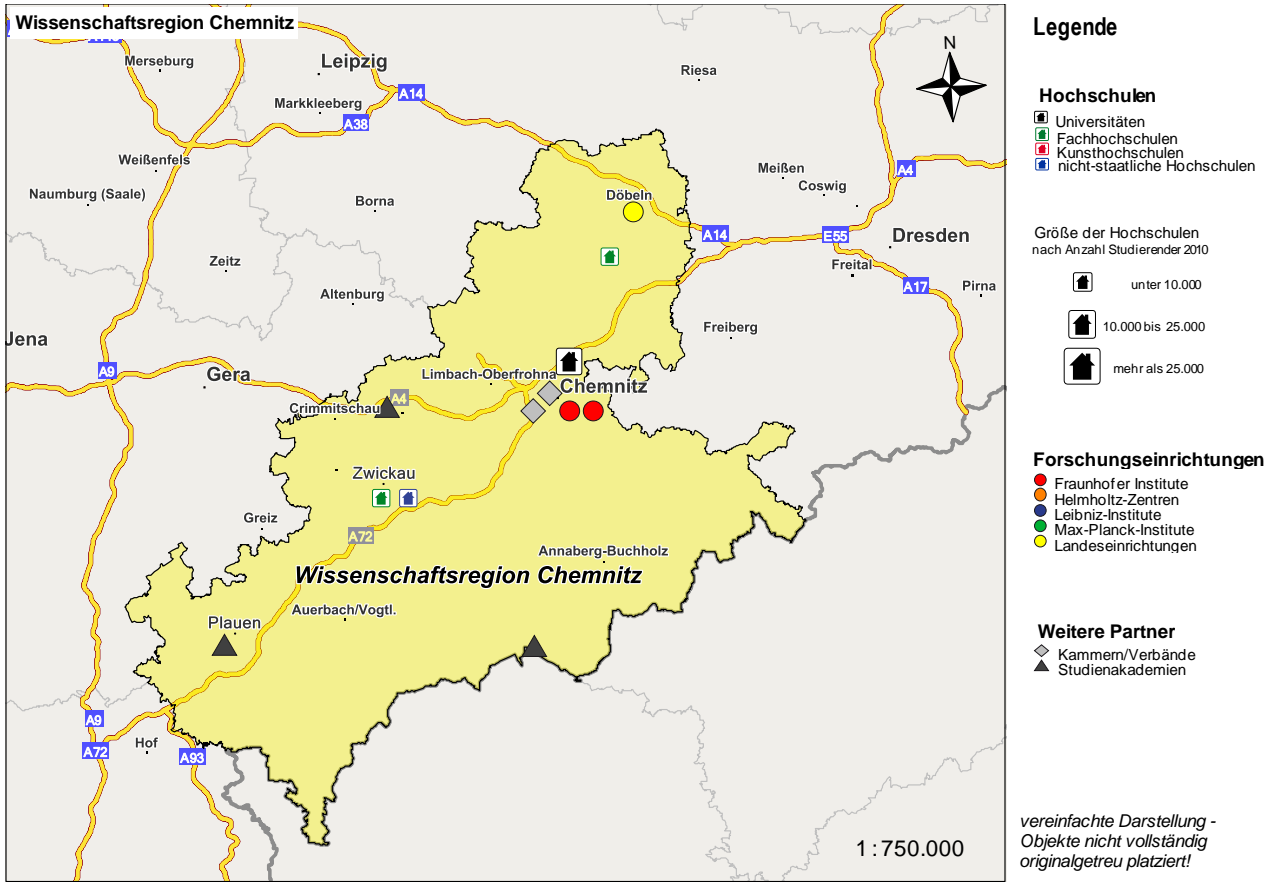 Wissenschaftsregion Chemnitz
Merseburg
Leipzig
Riesa
N
Markkleeberg
A14
A38
Weißenfels
Meißen
A4
Naumburg (Saale)
Borna
Döbeln
Coswig
A14
E55
Dresden
Zeitz
Freital
Altenburg
A17
Pirna
Jena
Freiberg
A9
Gera
Limbach-Oberfrohna
Chemnitz
A4
Crimmitschau
Zwickau
Greiz
A72
Annaberg-Buchholz
Wissenschaftsregion Chemnitz
Auerbach/Vogtl.
Plauen
A9
Hof
A72
A93
1:750.000
Legende
Hochschulen
Universitäten
Fachhochschulen
Kunsthochschulen
nicht-staatliche Hochschulen
Größe der Hochschulen
nach Anzahl Studierender 2010
unter 10.000
10.000 bis 25.000
mehr als 25.000
Forschungseinrichtungen
Fraunhofer Institute
Helmholtz-Zentren
Leibniz-Institute
Max-Planck-Institute
Landeseinrichtungen
Weitere Partner
Kammern/Verbände
Studienakademien
vereinfachte Darstellung -
Objekte nicht vollständig
originalgetreu platziert!